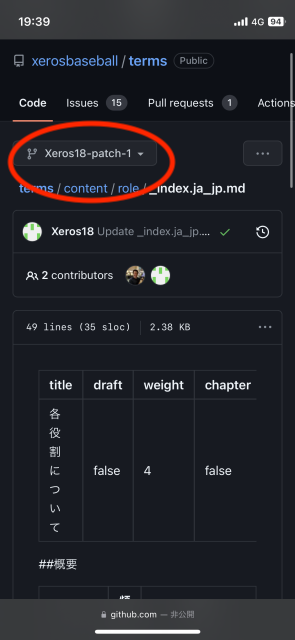 19:39
4G 93
xerosbaseball / terms Public
Code Issues 15 Pull requests 1 Actions
Xeros18-patch-1
terms / content / role / _index.ja_jp.md
Xeros18 Update _index.ja_jp....
2 contributors
49 lines (35 sloc) 2.38 KB
title draft weight chapter
各役割について false 4 false
##概要
github.com — 非公開